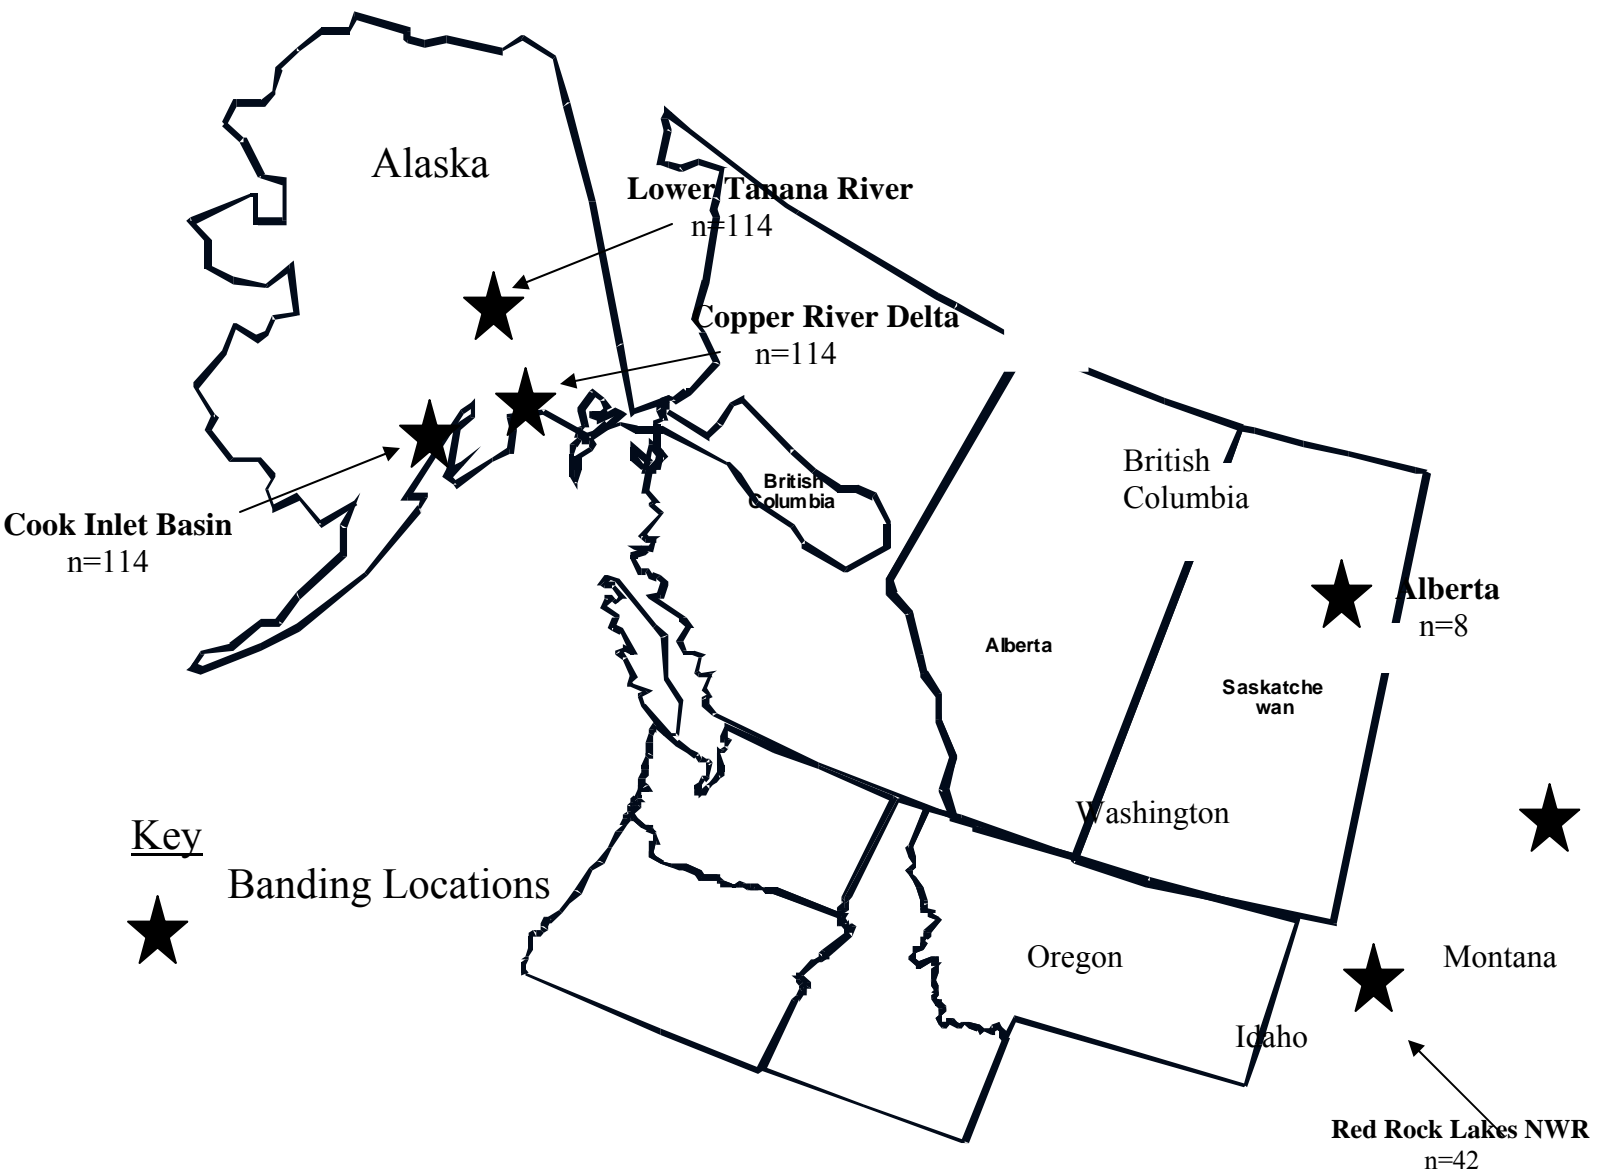 Alaska
Lower Tanana River
n=114
Copper River Delta
n=114
British
Columbia
British
Columbia
Cook Inlet Basin
n=114
Alberta
n=8
Alberta
Saskatche
wan
Washington
Key
Banding Locations
Oregon
Montana
Idaho
Red Rock Lakes NWR
n=42